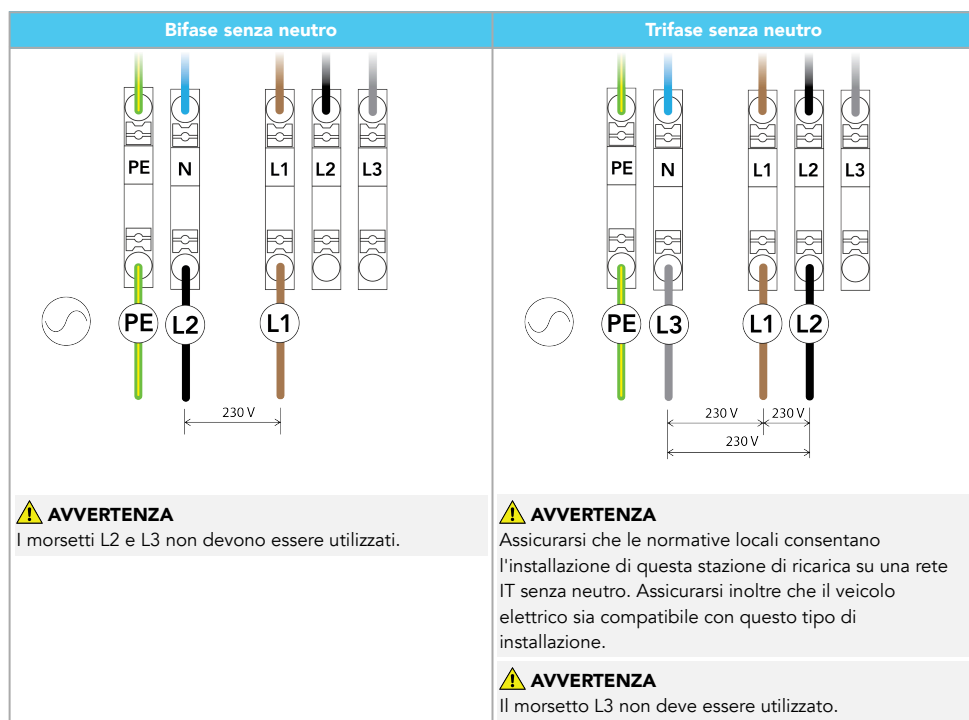 Bifase senza neutro
PE N L1 L2 L3
PE L2 L1
230 V
AVVERTENZA
I morsetti L2 e L3 non devono essere utilizzati.
Trifase senza neutro
PE N L1 L2 L3
PE L3 L1 L2
230 V 230 V
230 V
AVVERTENZA
Assicurarsi che le normative locali consentano
l'installazione di questa stazione di ricarica su una rete
IT senza neutro. Assicurarsi inoltre che il veicolo
elettrico sia compatibile con questo tipo di
installazione.
AVVERTENZA
Il morsetto L3 non deve essere utilizzato.